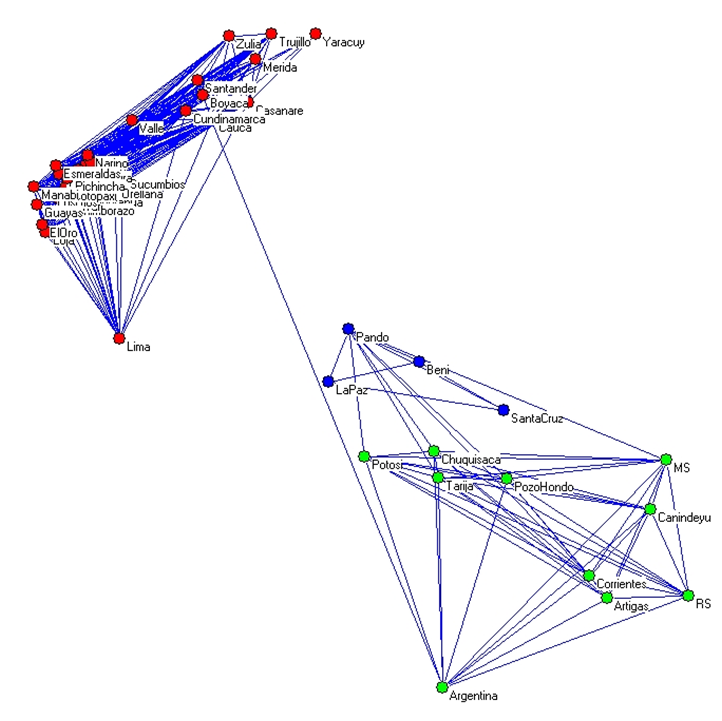 Zulia
Trujillo
Yaracuy
Merida
Santander
Boyaca
Casanare
Cundinamarca
Cauca
Valle
Narino
Esmeraldas
Pichincha
Sucumbios
Manabi
Cotopaxi
Orellana
Guayas
ElOro
Loja
Lima
Pando
Beni
LaPaz
SantaCruz
Chuquisaca
Potosi
MS
Tarija
PozoHondo
Canindeyu
Corrientes
Artigas
RS
Argentina